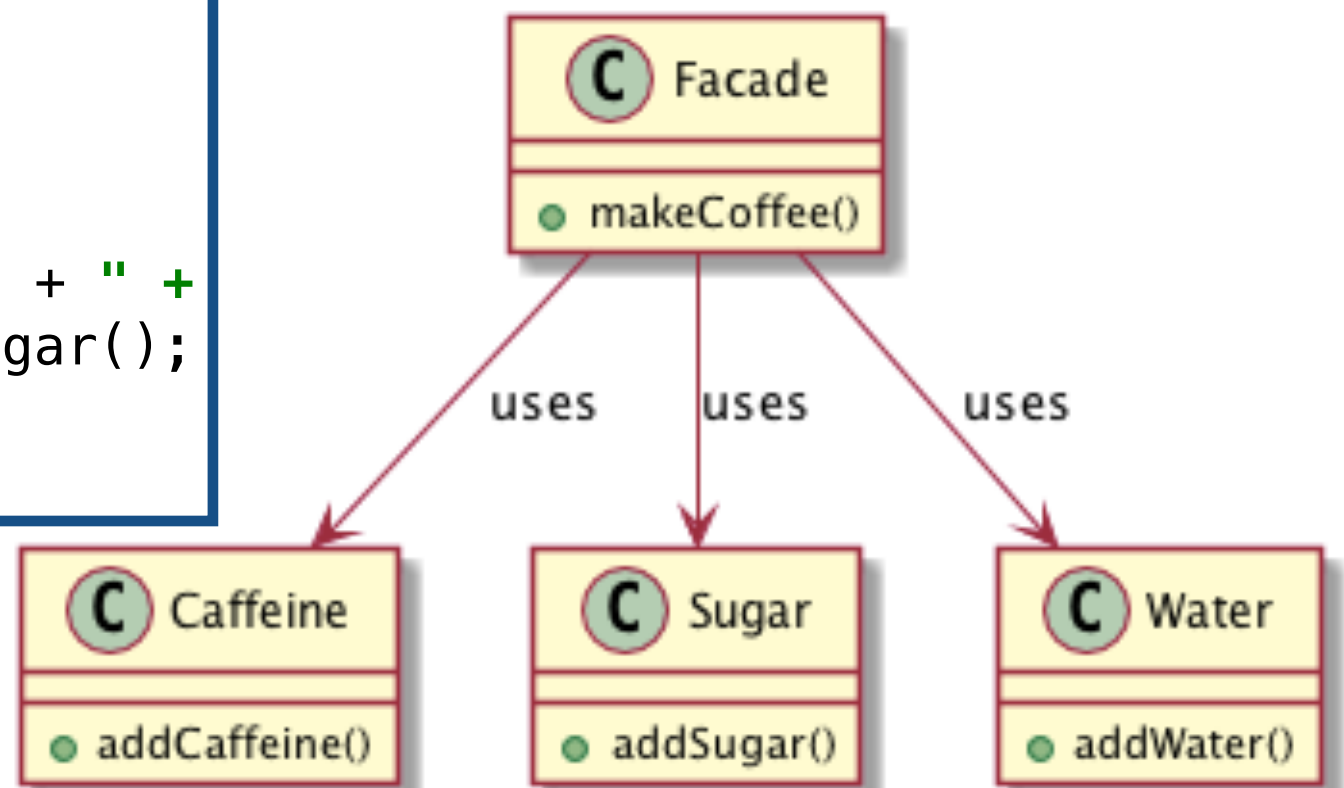 C Facade
makeCoffee()
+ " +
gar();
uses uses uses
C Caffeine C Sugar C Water
addCaffeine() addSugar() addWater()